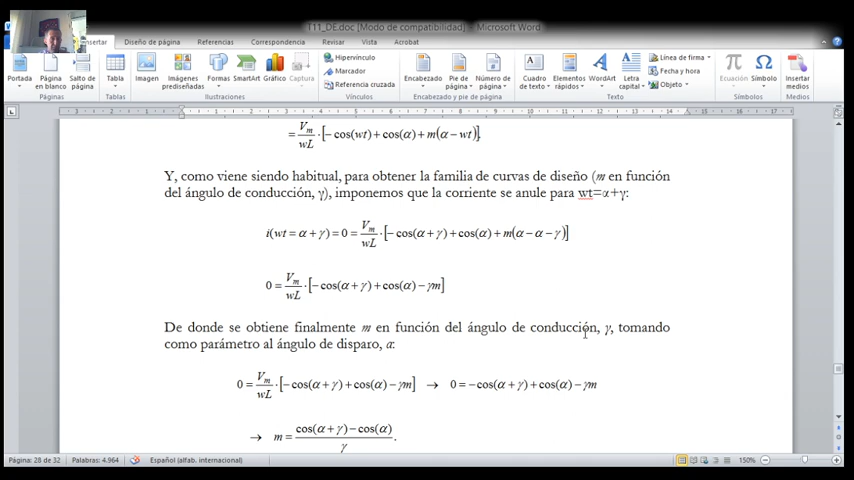 T11_DE.doc [Modo de compatibilidad] - Microsoft Word
Insertar Diseño de página Referencias Correspondencia Revisar Vista Acrobat
Portada Página en blanco Salto de página Tabla Imagen Imágenes prediseñadas Formas SmartArt Gráfico Captura Hipervínculo Marcador Referencia cruzada Encabezado Pie de página Número de página Cuadro de texto Elementos rápidos WordArt Letra capital Línea de firma Fecha y hora Objeto Ecuación Símbolo Insertar medios
Páginas Tablas Ilustraciones Vínculos Encabezado y pie de página Texto Símbolos Medios
= V_m/wL · [− cos(wt) + cos(α) + m(α − wt)].
Y, como viene siendo habitual, para obtener la familia de curvas de diseño (m en función
del ángulo de conducción, γ), imponemos que la corriente se anule para wt=α+γ:
i(wt = α + γ) = 0 = V_m/wL · [− cos(α + γ) + cos(α) + m(α − α − γ)]
0 = V_m/wL · [− cos(α + γ) + cos(α) − γm]
De donde se obtiene finalmente m en función del ángulo de conducción, γ, tomando
como parámetro al ángulo de disparo, α:
0 = V_m/wL · [− cos(α + γ) + cos(α) − γm] → 0 = −cos(α + γ) + cos(α) − γm
→ m = cos(α + γ) − cos(α)/γ.
Página: 28 de 32 Palabras: 4.964 Español (alfab. internacional) 150%